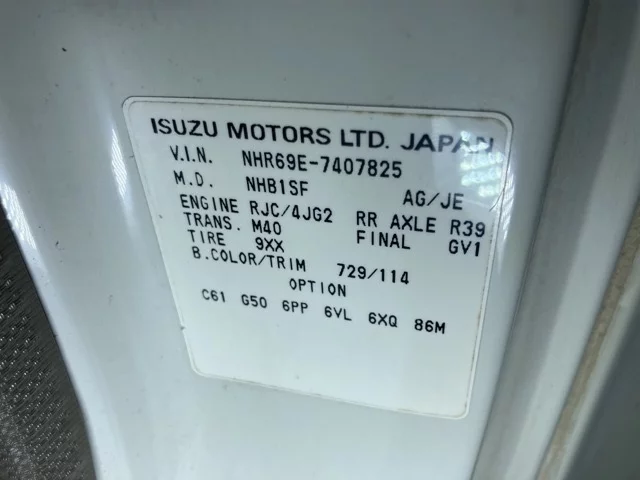 ISUZU MOTORS LTD. JAPAN
V.I.N. NHR69E-7407825
M.D. NHB1SF AG/JE
ENGINE RJC/4JG2 RR AXLE R39
TRANS. M40 FINAL GV1
TIRE 9XX
B.COLOR/TRIM 729/114
OPTION
C61 G50 6PP 6VL 6XQ 86M